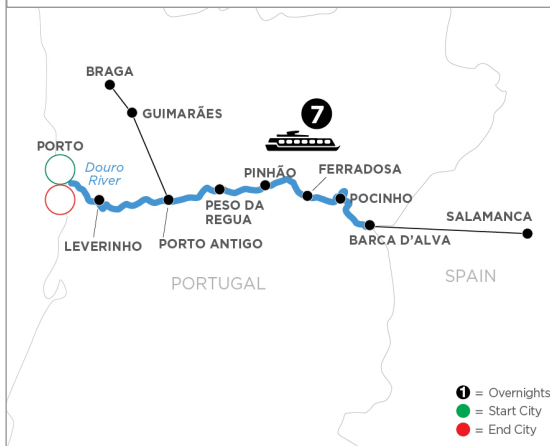 BRAGA
GUIMARÃES
7
PORTO
Douro
River
PINHÃO
FERRADOSA
POCINHO
PESO DA
REGUA
LEVERINHO
PORTO ANTIGO
BARCA D'ALVA
SALAMANCA
PORTUGAL
SPAIN
1 = Overnights
= Start City
= End City